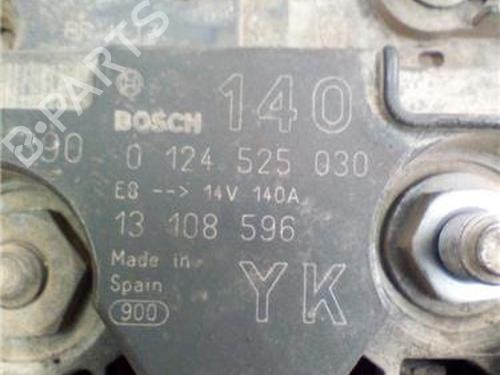 140
BOSCH
90 0 124 525 030
E8 --> 14V 140A
13 108 596
Made in
Spain
YK
900
B-Parts